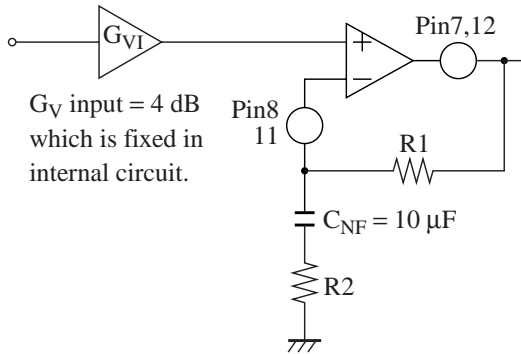 G_VI
Pin7,12
G_V input = 4 dB
which is fixed in
internal circuit.
Pin8
11
R1
C_NF = 10 μF
R2
+
−